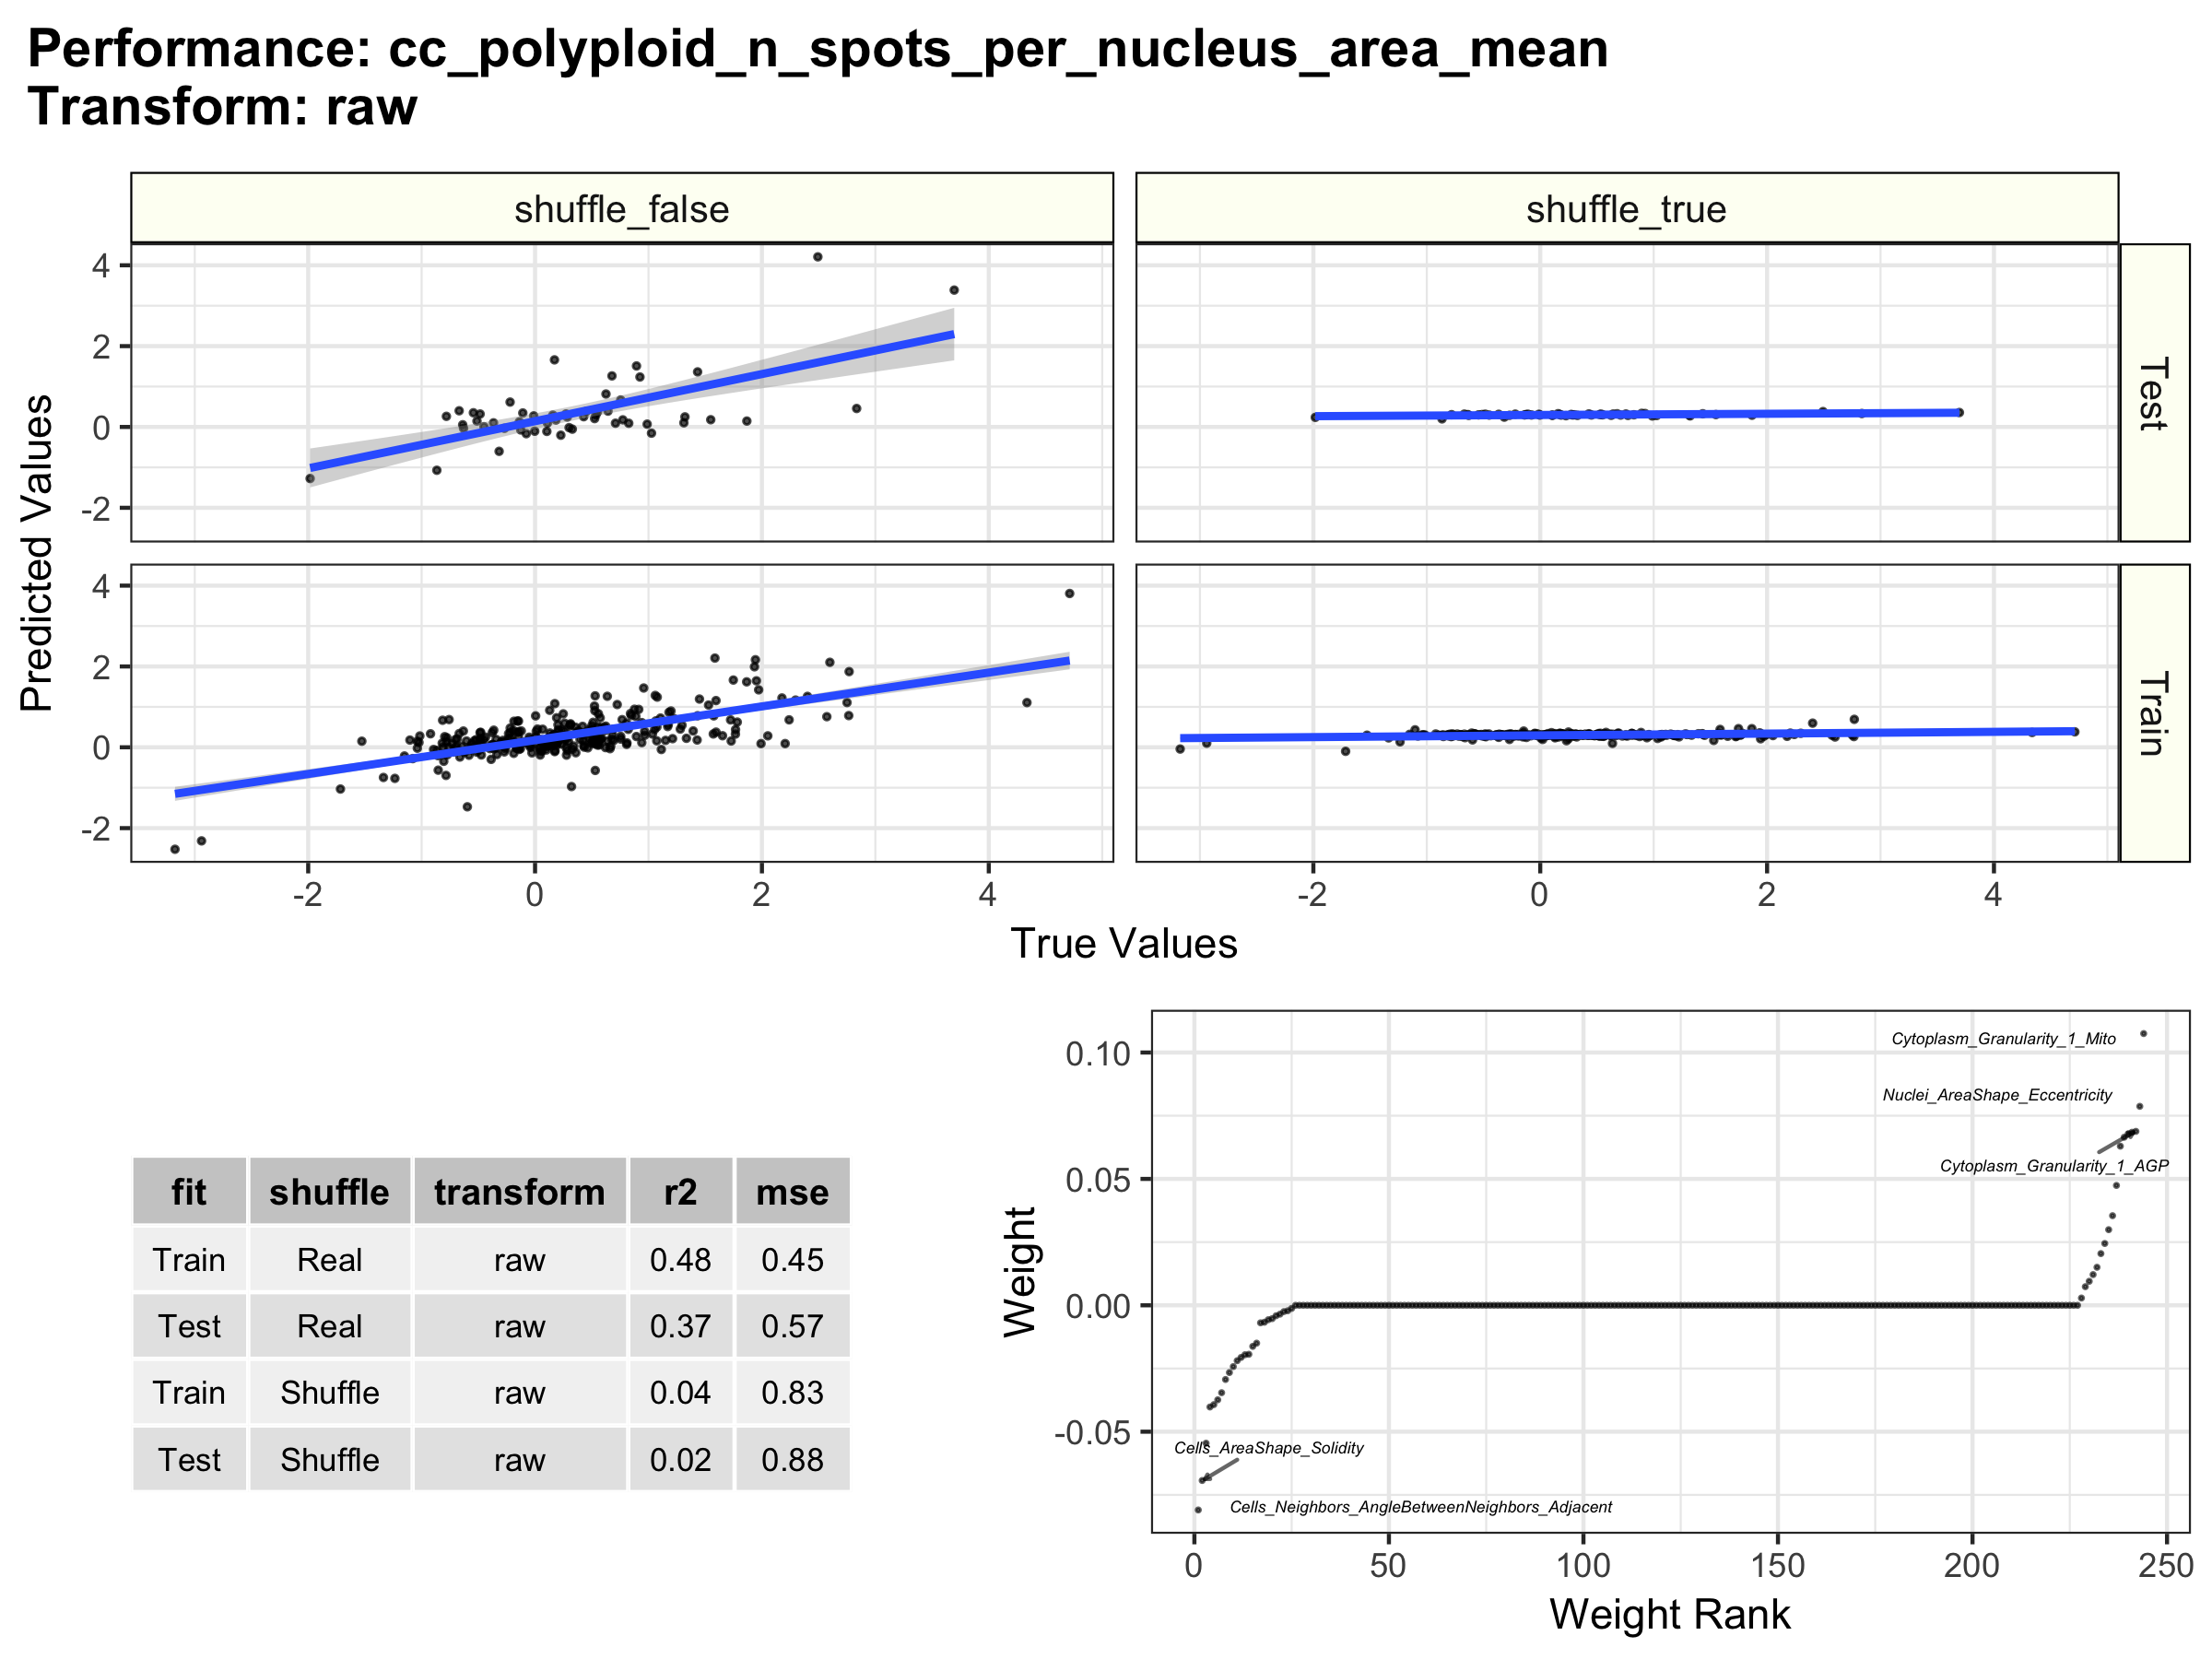 Performance: cc_polyploid_n_spots_per_nucleus_area_mean
Transform: raw
shuffle_false
shuffle_true
4
2
0
-2
Test
4
2
0
-2
Train
Predicted Values
-2
0
2
4
-2
0
2
4
True Values
fit shuffle transform r2 mse
Train Real raw 0.48 0.45
Test Real raw 0.37 0.57
Train Shuffle raw 0.04 0.83
Test Shuffle raw 0.02 0.88
Weight
0.10
0.05
0.00
-0.05
Cytoplasm_Granularity_1_Mito
Nuclei_AreaShape_Eccentricity
Cytoplasm_Granularity_1_AGP
Cells_AreaShape_Solidity
Cells_Neighbors_AngleBetweenNeighbors_Adjacent
0
50
100
150
200
250
Weight Rank